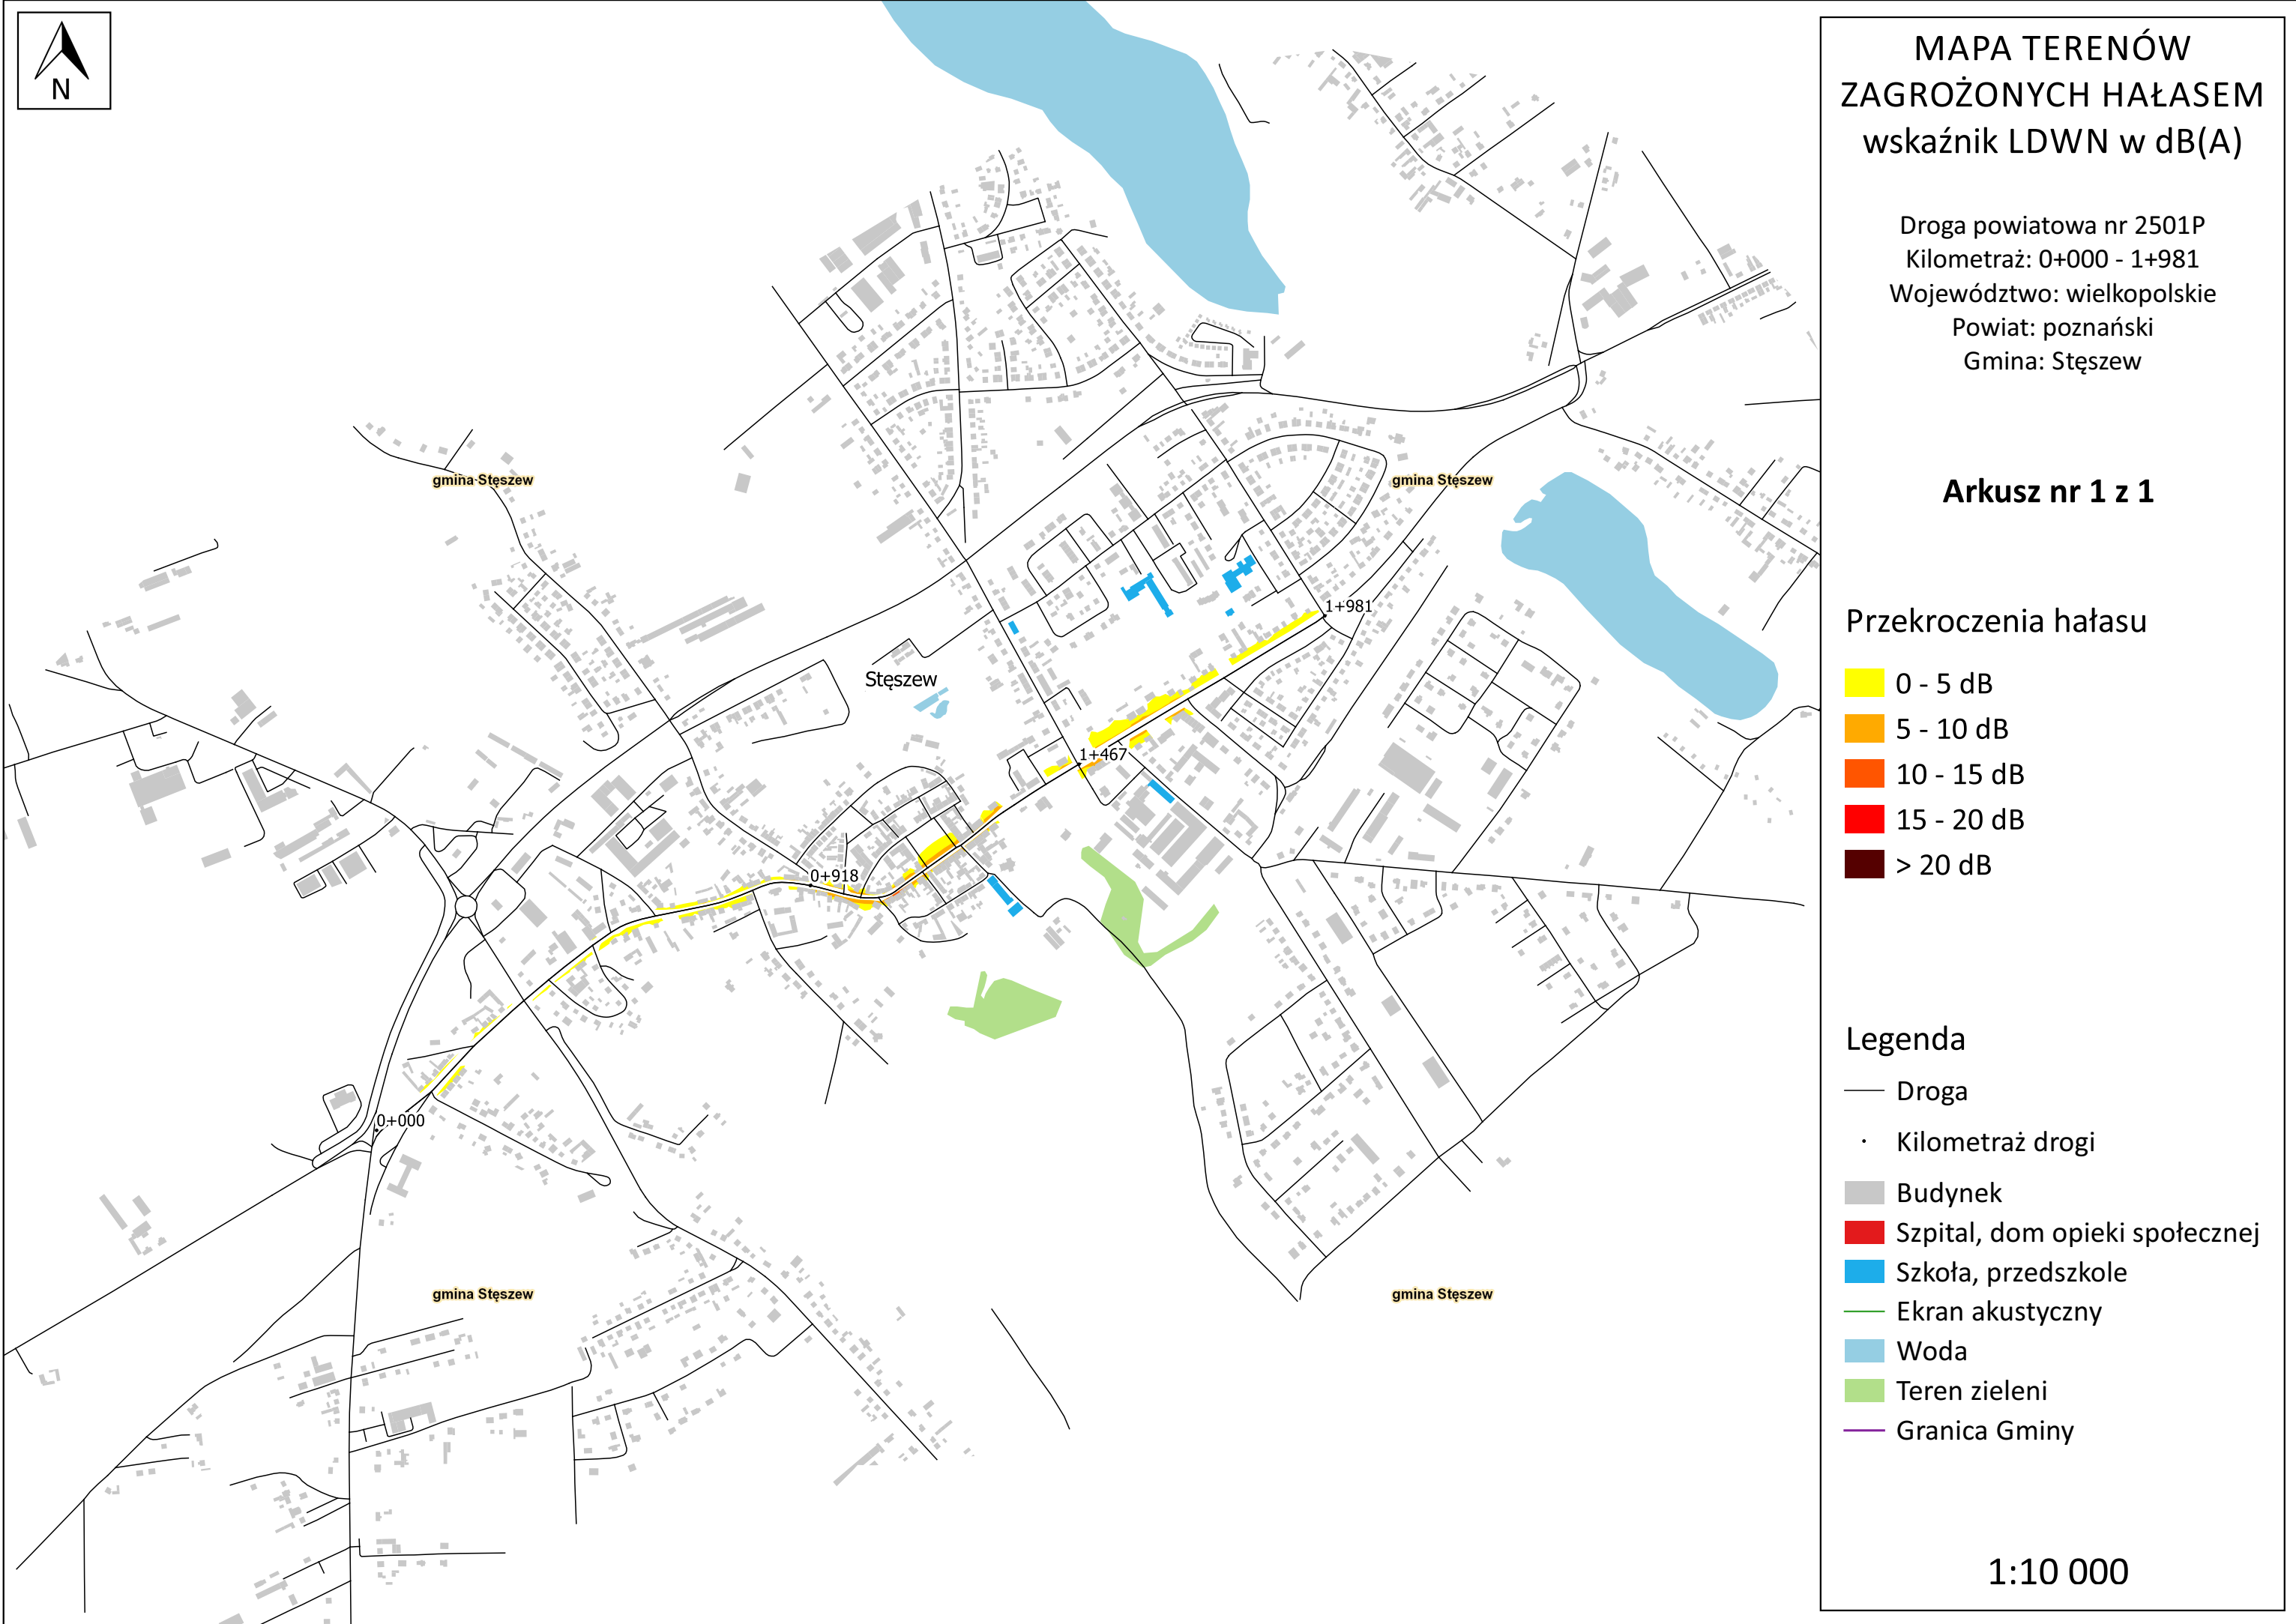 N
MAPA TERENÓW
ZAGROŻONYCH HAŁASEM
wskaźnik LDWN w dB(A)
Droga powiatowa nr 2501P
Kilometraż: 0+000 - 1+981
Województwo: wielkopolskie
Powiat: poznański
Gmina: Stęszew
Arkusz nr 1 z 1
Przekroczenia hałasu
0 - 5 dB
5 - 10 dB
10 - 15 dB
15 - 20 dB
> 20 dB
Legenda
Droga
Kilometraż drogi
Budynek
Szpital, dom opieki społecznej
Szkoła, przedszkole
Ekran akustyczny
Woda
Teren zieleni
Granica Gminy
1:10 000
gmina Stęszew
gmina Stęszew
1+981
Stęszew
1+467
0+918
0+000
gmina Stęszew
gmina Stęszew